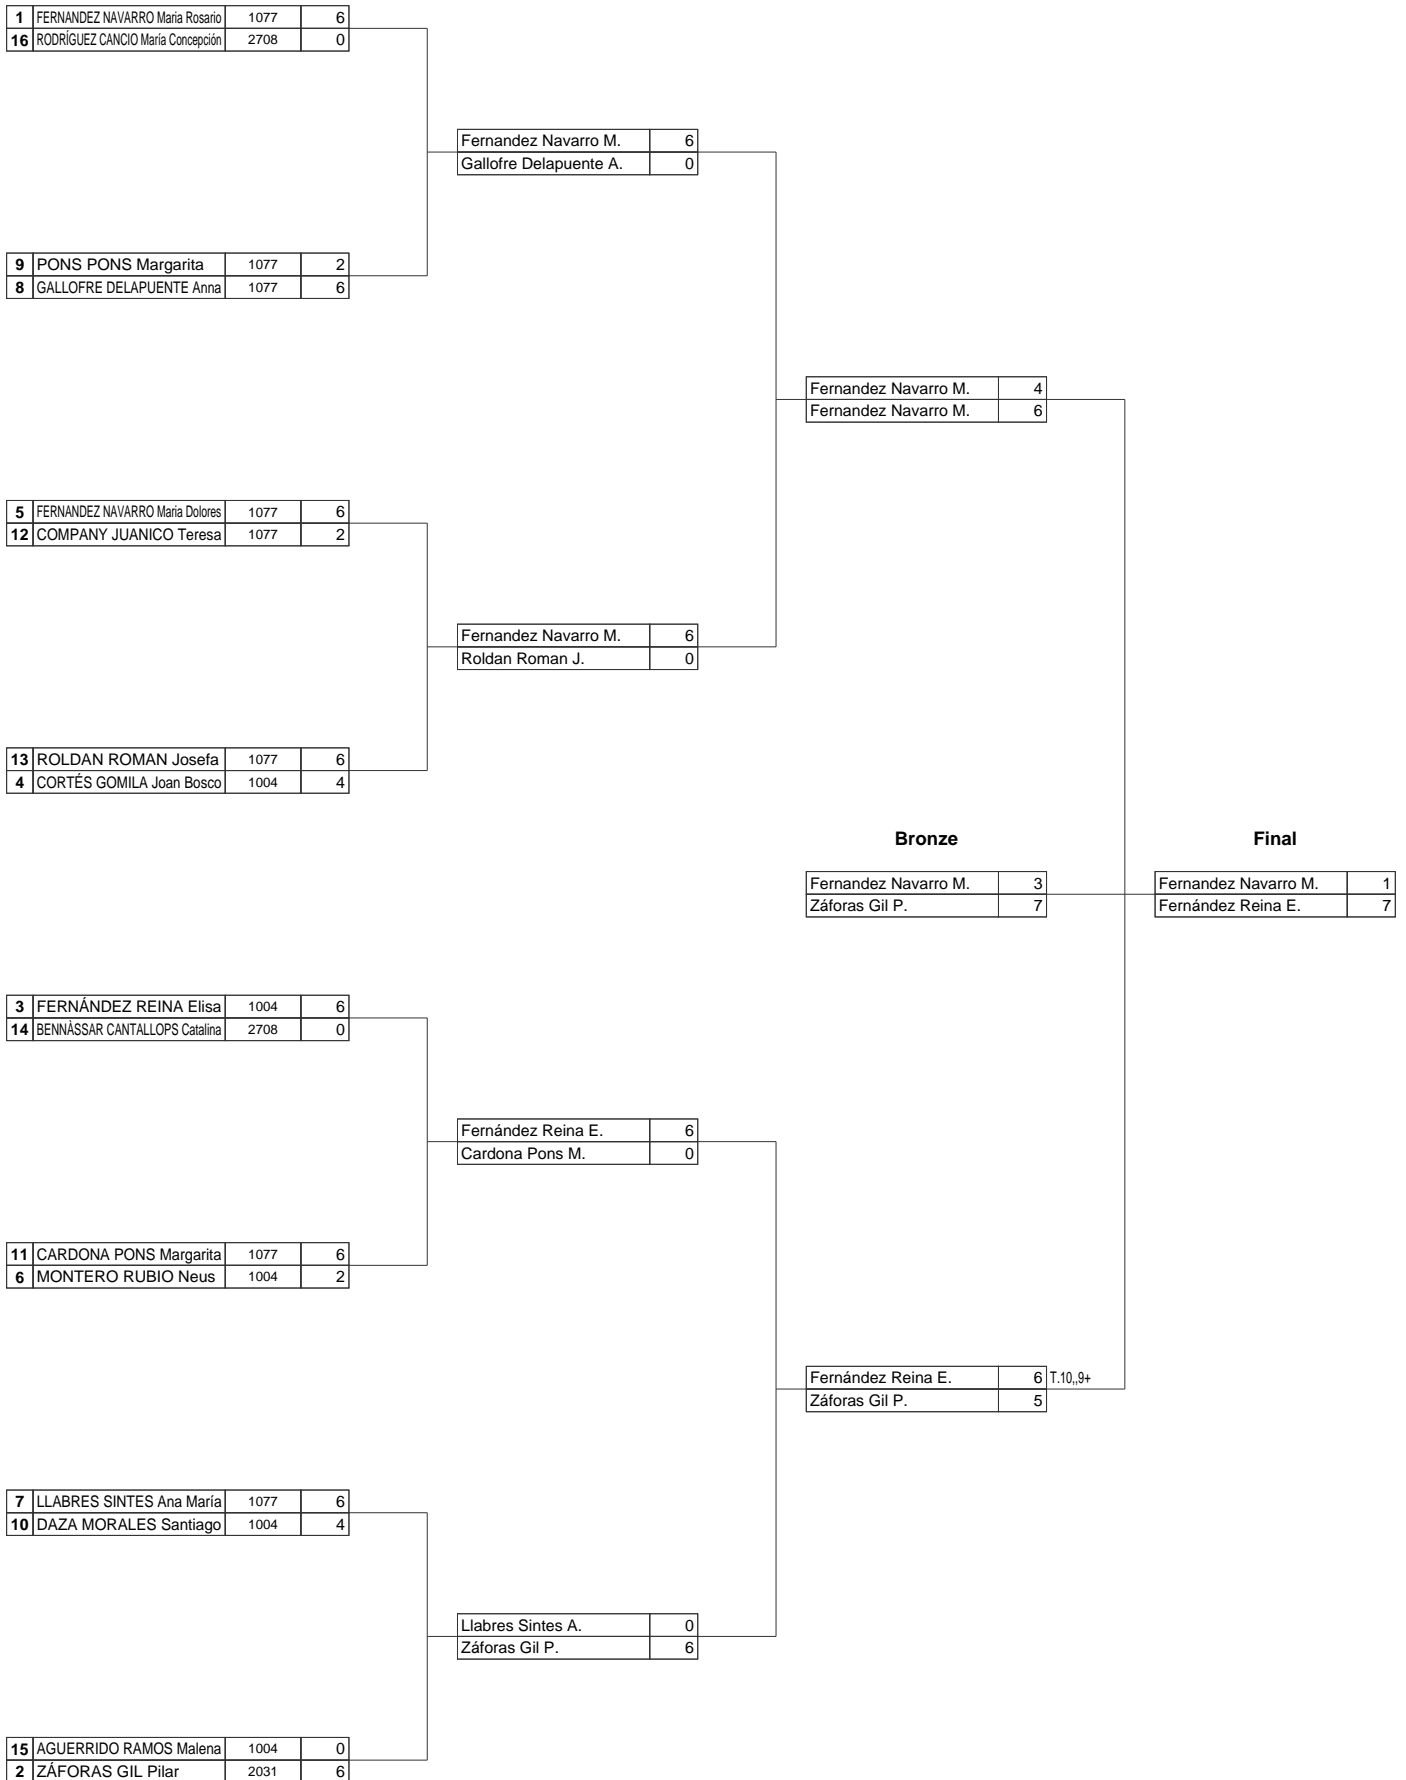 1 FERNANDEZ NAVARRO Maria Rosario 1077 6
16 RODRÍGUEZ CANCIO María Concepción 2708 0
Fernandez Navarro M. 6
Gallofre Delapuente A. 0
9 PONS PONS Margarita 1077 2
8 GALLOFRE DELAPUENTE Anna 1077 6
Fernandez Navarro M. 4
Fernandez Navarro M. 6
5 FERNANDEZ NAVARRO Maria Dolores 1077 6
12 COMPANY JUANICO Teresa 1077 2
Fernandez Navarro M. 6
Roldan Roman J. 0
13 ROLDAN ROMAN Josefa 1077 6
4 CORTÉS GOMILA Joan Bosco 1004 4
Bronze Final
Fernandez Navarro M. 3 Fernandez Navarro M. 1
Záforas Gil P. 7 Fernández Reina E. 7
3 FERNÁNDEZ REINA Elisa 1004 6
14 BENNÀSSAR CANTALLOPS Catalina 2708 0
Fernández Reina E. 6
Cardona Pons M. 0
11 CARDONA PONS Margarita 1077 6
6 MONTERO RUBIO Neus 1004 2
Fernández Reina E. 6 T.10,,9+
Záforas Gil P. 5
7 LLABRES SINTES Ana María 1077 6
10 DAZA MORALES Santiago 1004 4
Llabres Sintes A. 0
Záforas Gil P. 6
15 AGUERRIDO RAMOS Malena 1004 0
2 ZÁFORAS GIL Pilar 2031 6